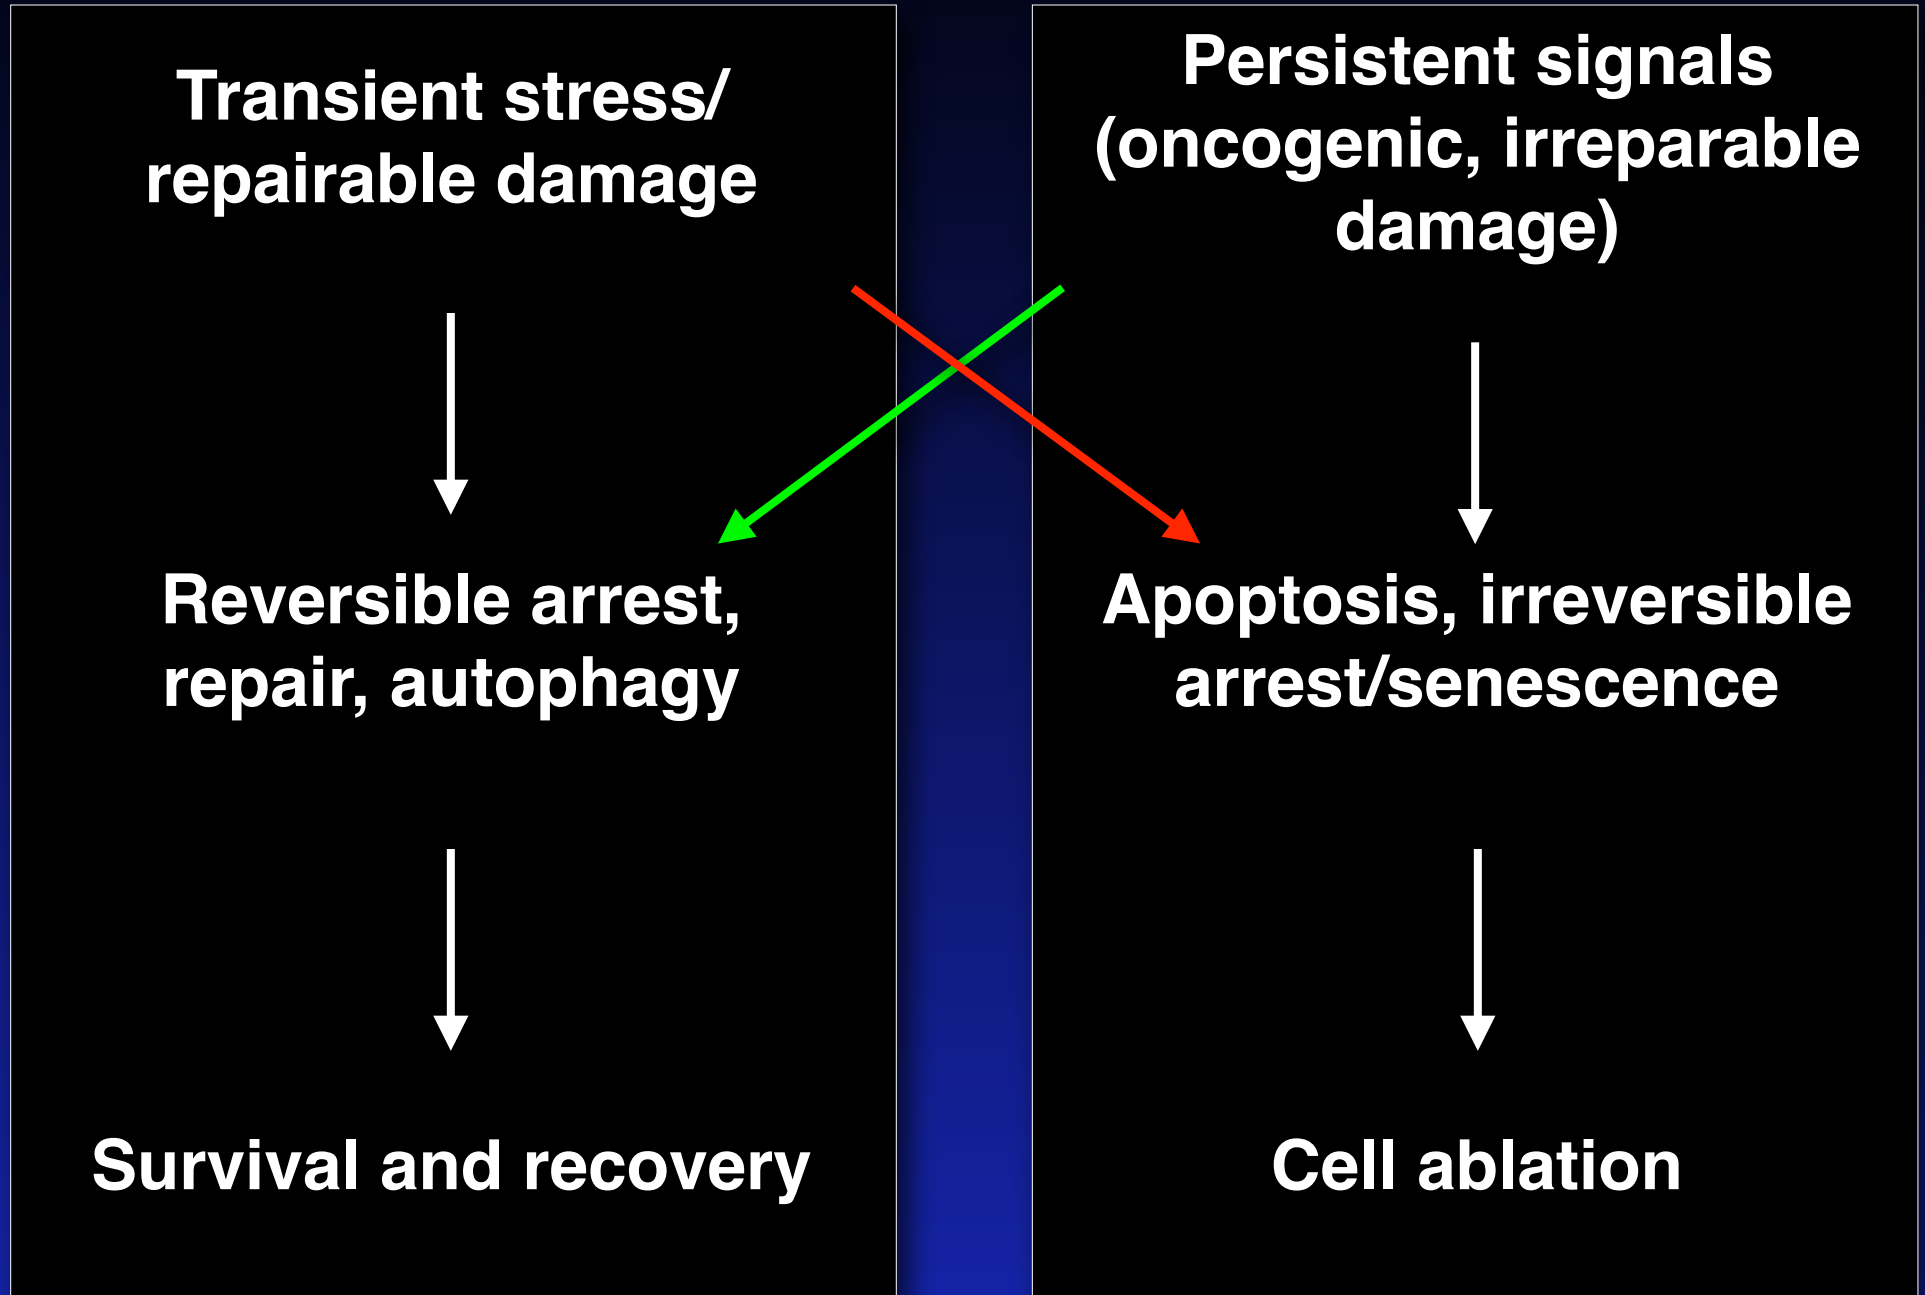 Transient stress/
repairable damage
Reversible arrest,
repair, autophagy
Survival and recovery
Persistent signals
(oncogenic, irreparable
damage)
Apoptosis, irreversible
arrest/senescence
Cell ablation